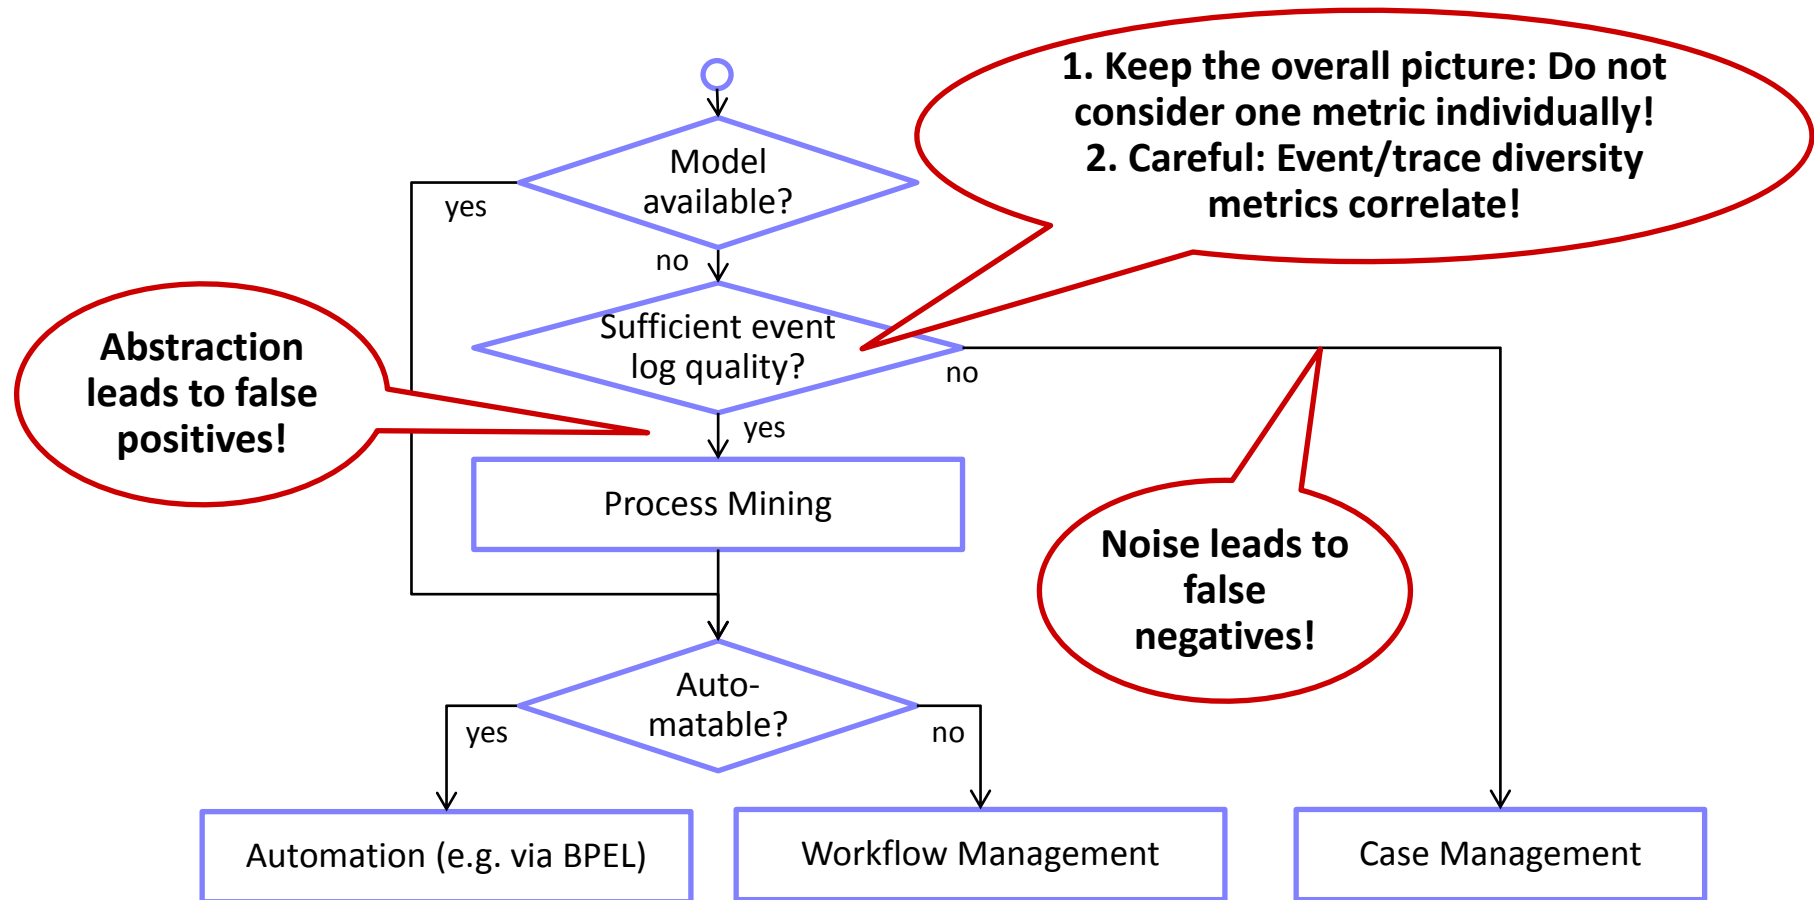 1. Keep the overall picture: Do not
consider one metric individually!
2. Careful: Event/trace diversity
metrics correlate!
Model
available?
yes
no
Sufficient event
log quality?
no
yes
Abstraction
leads to false
positives!
Process Mining
Noise leads to
false
negatives!
Auto-
matable?
yes
no
Automation (e.g. via BPEL)
Workflow Management
Case Management